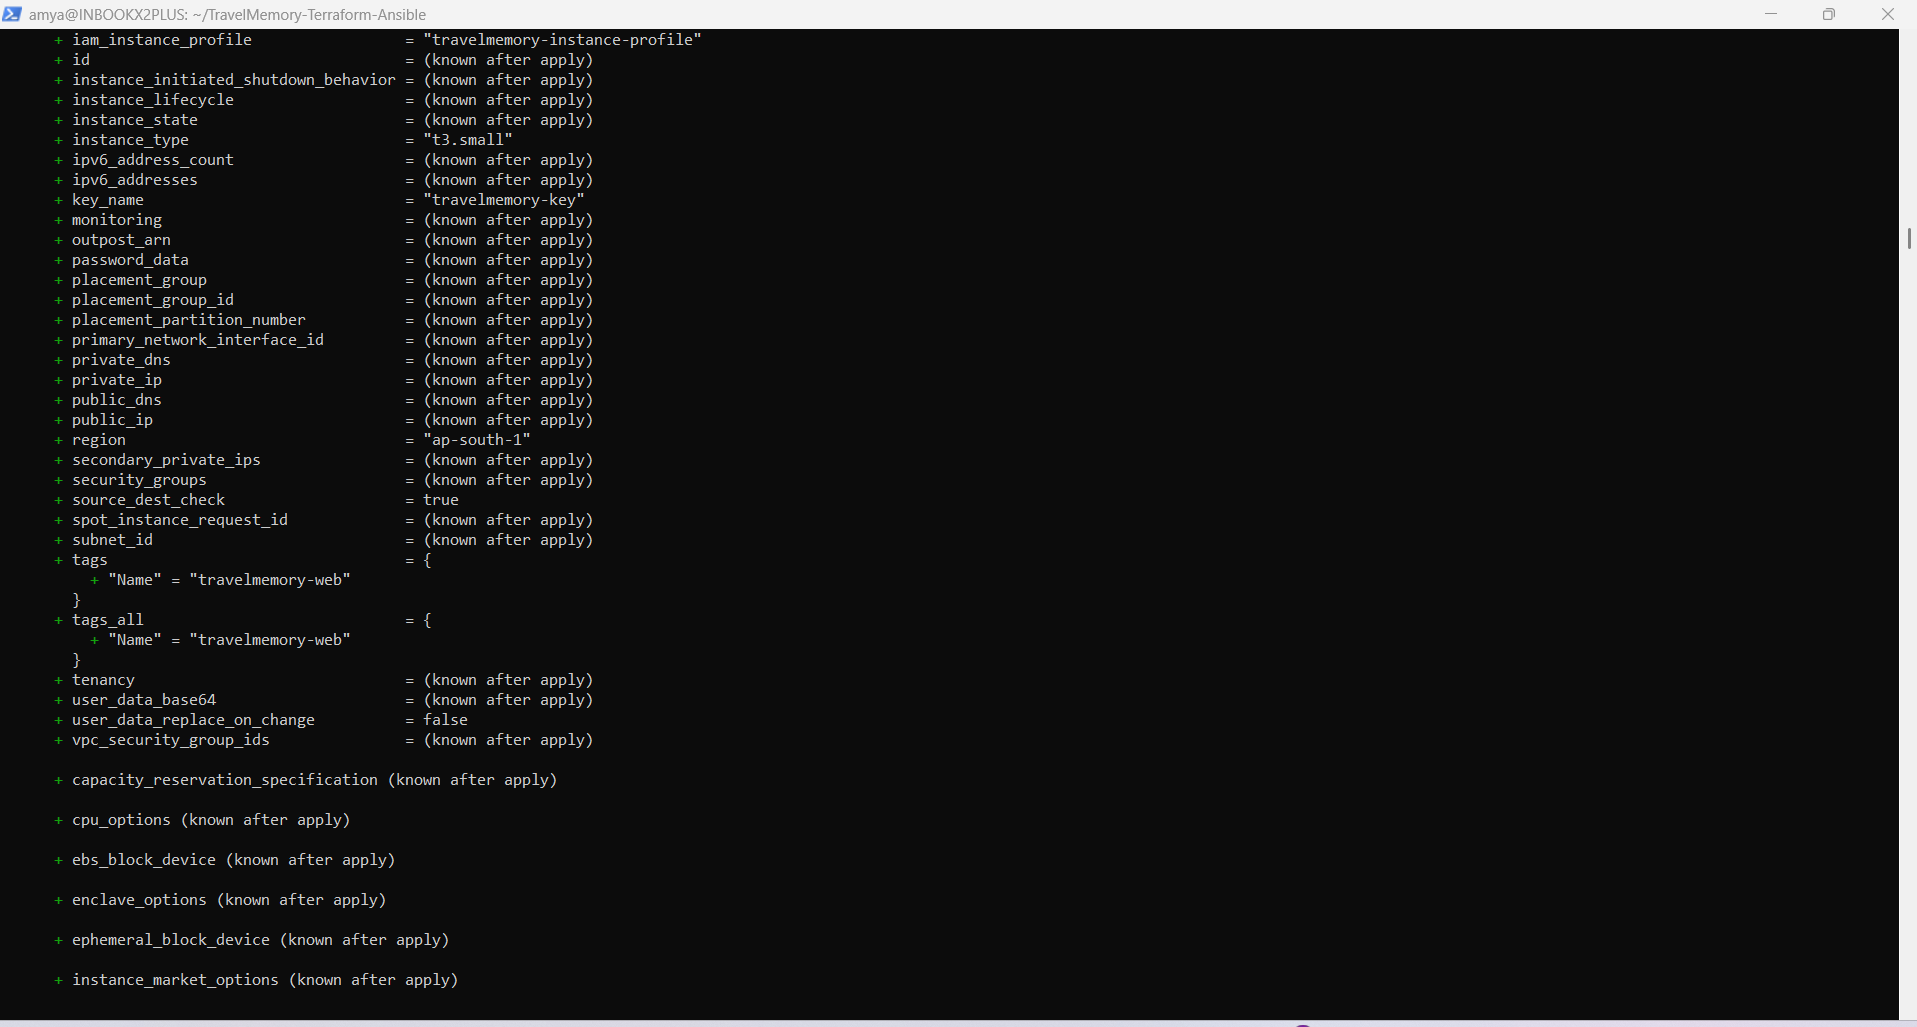 amya@INBOOKX2PLUS: ~/TravelMemory-Terraform-Ansible
+ iam_instance_profile = "travelmemory-instance-profile"
+ id = (known after apply)
+ instance_initiated_shutdown_behavior = (known after apply)
+ instance_lifecycle = (known after apply)
+ instance_state = (known after apply)
+ instance_type = "t3.small"
+ ipv6_address_count = (known after apply)
+ ipv6_addresses = (known after apply)
+ key_name = "travelmemory-key"
+ monitoring = (known after apply)
+ outpost_arn = (known after apply)
+ password_data = (known after apply)
+ placement_group = (known after apply)
+ placement_group_id = (known after apply)
+ placement_partition_number = (known after apply)
+ primary_network_interface_id = (known after apply)
+ private_dns = (known after apply)
+ private_ip = (known after apply)
+ public_dns = (known after apply)
+ public_ip = (known after apply)
+ region = "ap-south-1"
+ secondary_private_ips = (known after apply)
+ security_groups = (known after apply)
+ source_dest_check = true
+ spot_instance_request_id = (known after apply)
+ subnet_id = (known after apply)
+ tags = {
+ "Name" = "travelmemory-web"
}
+ tags_all = {
+ "Name" = "travelmemory-web"
}
+ tenancy = (known after apply)
+ user_data_base64 = (known after apply)
+ user_data_replace_on_change = false
+ vpc_security_group_ids = (known after apply)
+ capacity_reservation_specification (known after apply)
+ cpu_options (known after apply)
+ ebs_block_device (known after apply)
+ enclave_options (known after apply)
+ ephemeral_block_device (known after apply)
+ instance_market_options (known after apply)